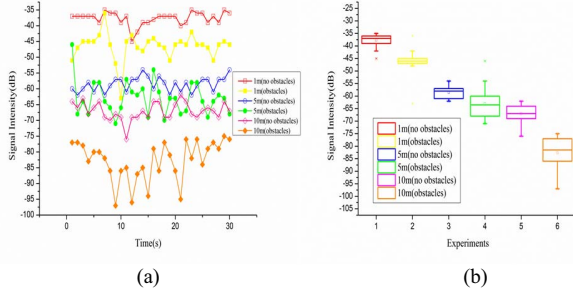 Signal Intensity(dB)
-35
-40
-45
-50
-55
-60
-65
-70
-75
-80
-85
-90
-95
-100
0
5
10
15
20
25
30
35
Time(s)
1m(no obstacles)
1m(obstacles)
5m(no obstacles)
5m(obstacles)
10m(no obstacles)
10m(obstacles)
(a)
Signal Intensity(dB)
-25
-30
-35
-40
-45
-50
-55
-60
-65
-70
-75
-80
-85
-90
-95
-100
-105
1
2
3
4
5
6
Experiments
1m(no obstacles)
1m(obstacles)
5m(no obstacles)
5m(obstacles)
10m(no obstacles)
10m(obstacles)
(b)